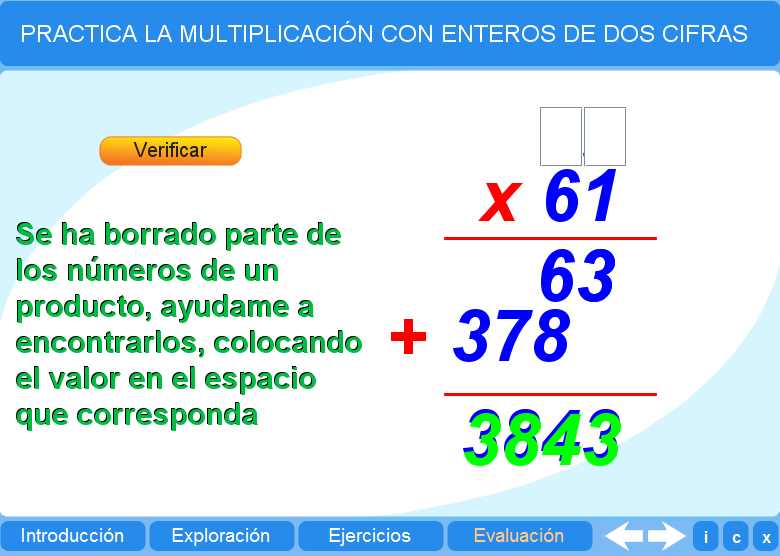 PRACTICA LA MULTIPLICACIÓN CON ENTEROS DE DOS CIFRAS
Verificar
x 61
Se ha borrado parte de
los números de un
producto, ayudame a
encontrarlos, colocando
el valor en el espacio
que corresponda
63
+ 378
3843
Introducción
Exploración
Ejercicios
Evaluación
i
c
x